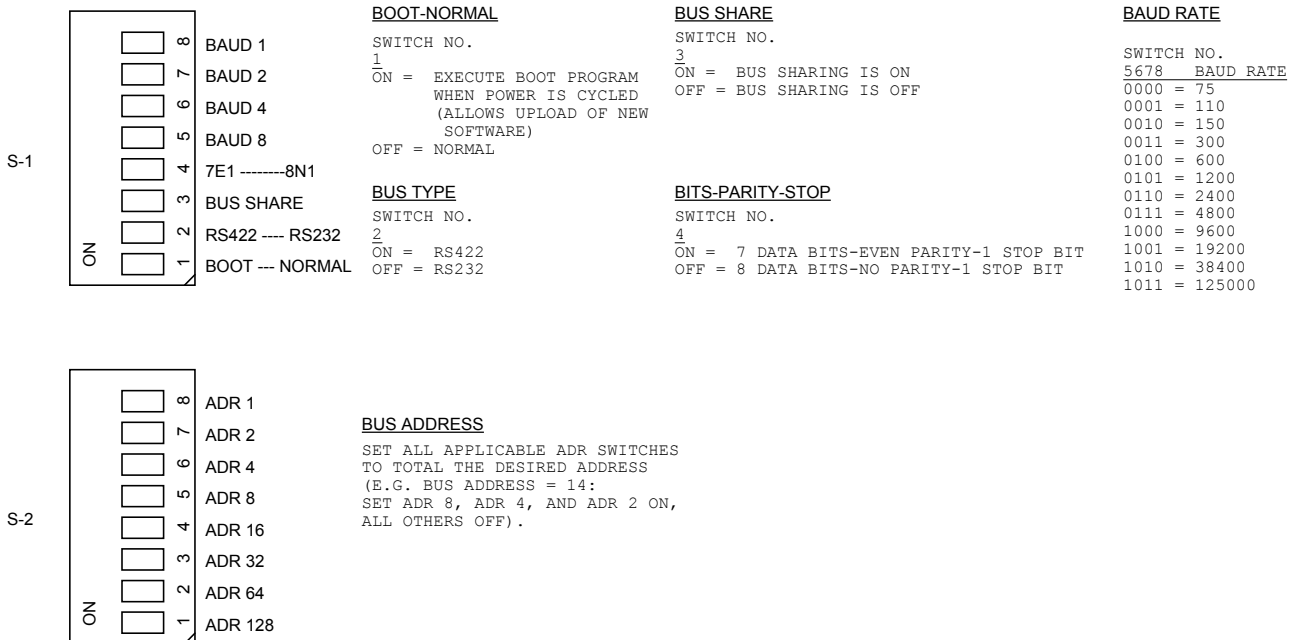 S-1
ON
8 BAUD 1
7 BAUD 2
6 BAUD 4
5 BAUD 8
4 7E1 --------8N1
3 BUS SHARE
2 RS422 ---- RS232
1 BOOT --- NORMAL
BOOT-NORMAL
SWITCH NO.
1
ON = EXECUTE BOOT PROGRAM
WHEN POWER IS CYCLED
(ALLOWS UPLOAD OF NEW
SOFTWARE)
OFF = NORMAL
BUS TYPE
SWITCH NO.
2
ON = RS422
OFF = RS232
BUS SHARE
SWITCH NO.
3
ON = BUS SHARING IS ON
OFF = BUS SHARING IS OFF
BITS-PARITY-STOP
SWITCH NO.
4
ON = 7 DATA BITS-EVEN PARITY-1 STOP BIT
OFF = 8 DATA BITS-NO PARITY-1 STOP BIT
BAUD RATE
SWITCH NO.
5678 BAUD RATE
0000 = 75
0001 = 110
0010 = 150
0011 = 300
0100 = 600
0101 = 1200
0110 = 2400
0111 = 4800
1000 = 9600
1001 = 19200
1010 = 38400
1011 = 125000
S-2
ON
8 ADR 1
7 ADR 2
6 ADR 4
5 ADR 8
4 ADR 16
3 ADR 32
2 ADR 64
1 ADR 128
BUS ADDRESS
SET ALL APPLICABLE ADR SWITCHES
TO TOTAL THE DESIRED ADDRESS
(E.G. BUS ADDRESS = 14:
SET ADR 8, ADR 4, AND ADR 2 ON,
ALL OTHERS OFF).